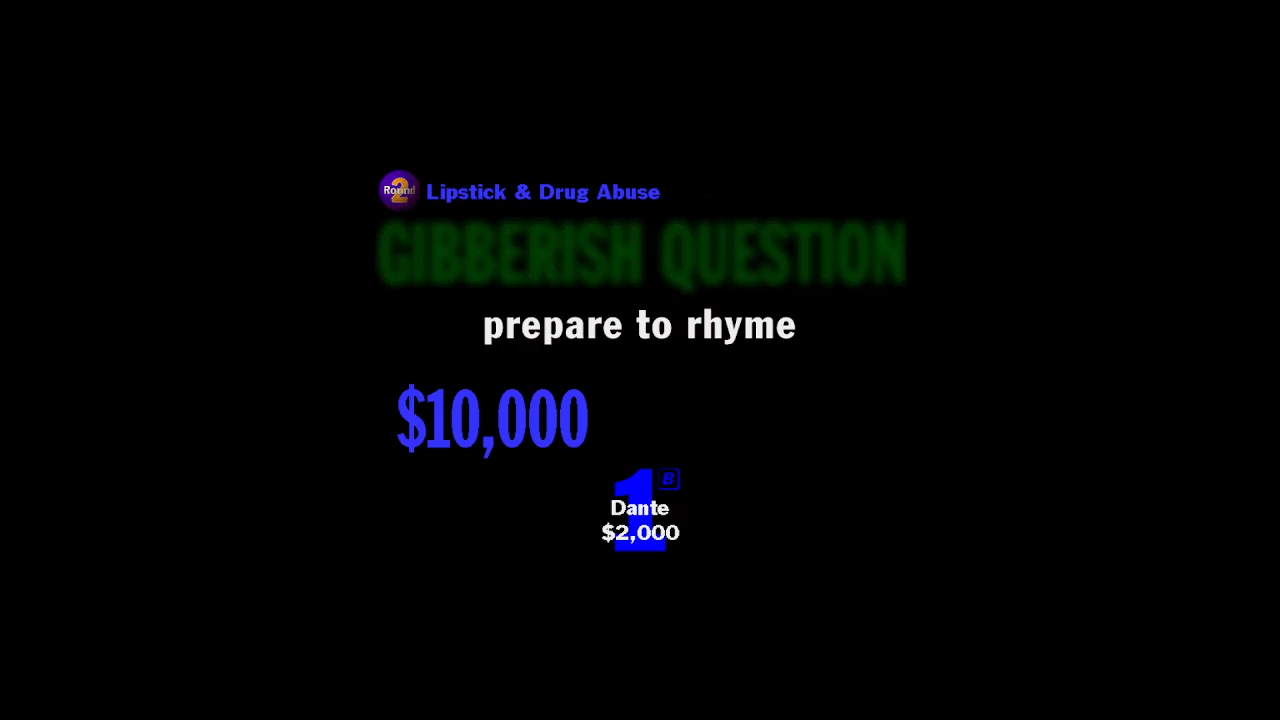 Round 2 Lipstick & Drug Abuse
GIBBERISH QUESTION
prepare to rhyme
$10,000
1 B
Dante
$2,000